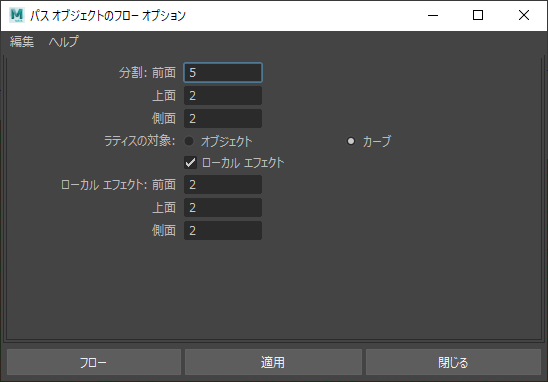 M パス オブジェクトのフロー オプション
編集 ヘルプ
分割: 前面 5
上面 2
側面 2
ラティスの対象: オブジェクト カーブ
ローカル エフェクト
ローカル エフェクト: 前面 2
上面 2
側面 2
フロー 適用 閉じる